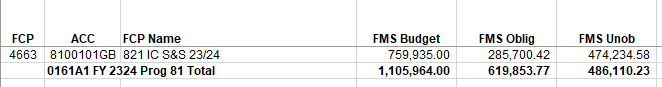 FCP ACC FCP Name FMS Budget FMS Oblig FMS Unob
4663 8100101GB 821 IC S&S 23/24 759,935.00 285,700.42 474,234.58
0161A1 FY 2324 Prog 81 Total 1,105,964.00 619,853.77 486,110.23